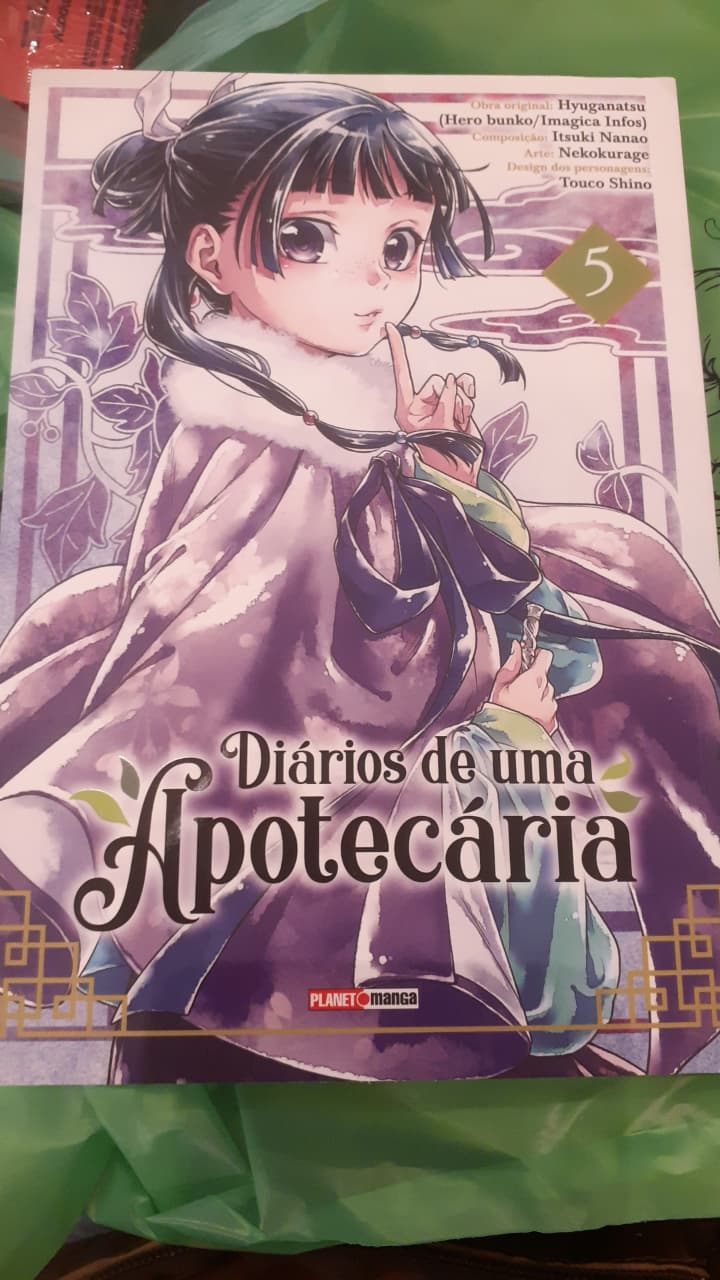 Obra original: Hyuganatsu
(Hero bunko/Imagica Infos)
Composição: Itsuki Nanao
Arte: Nekokurage
Design dos personagens:
Touco Shino
5
Diários de uma
Apotecária
PLANET manga